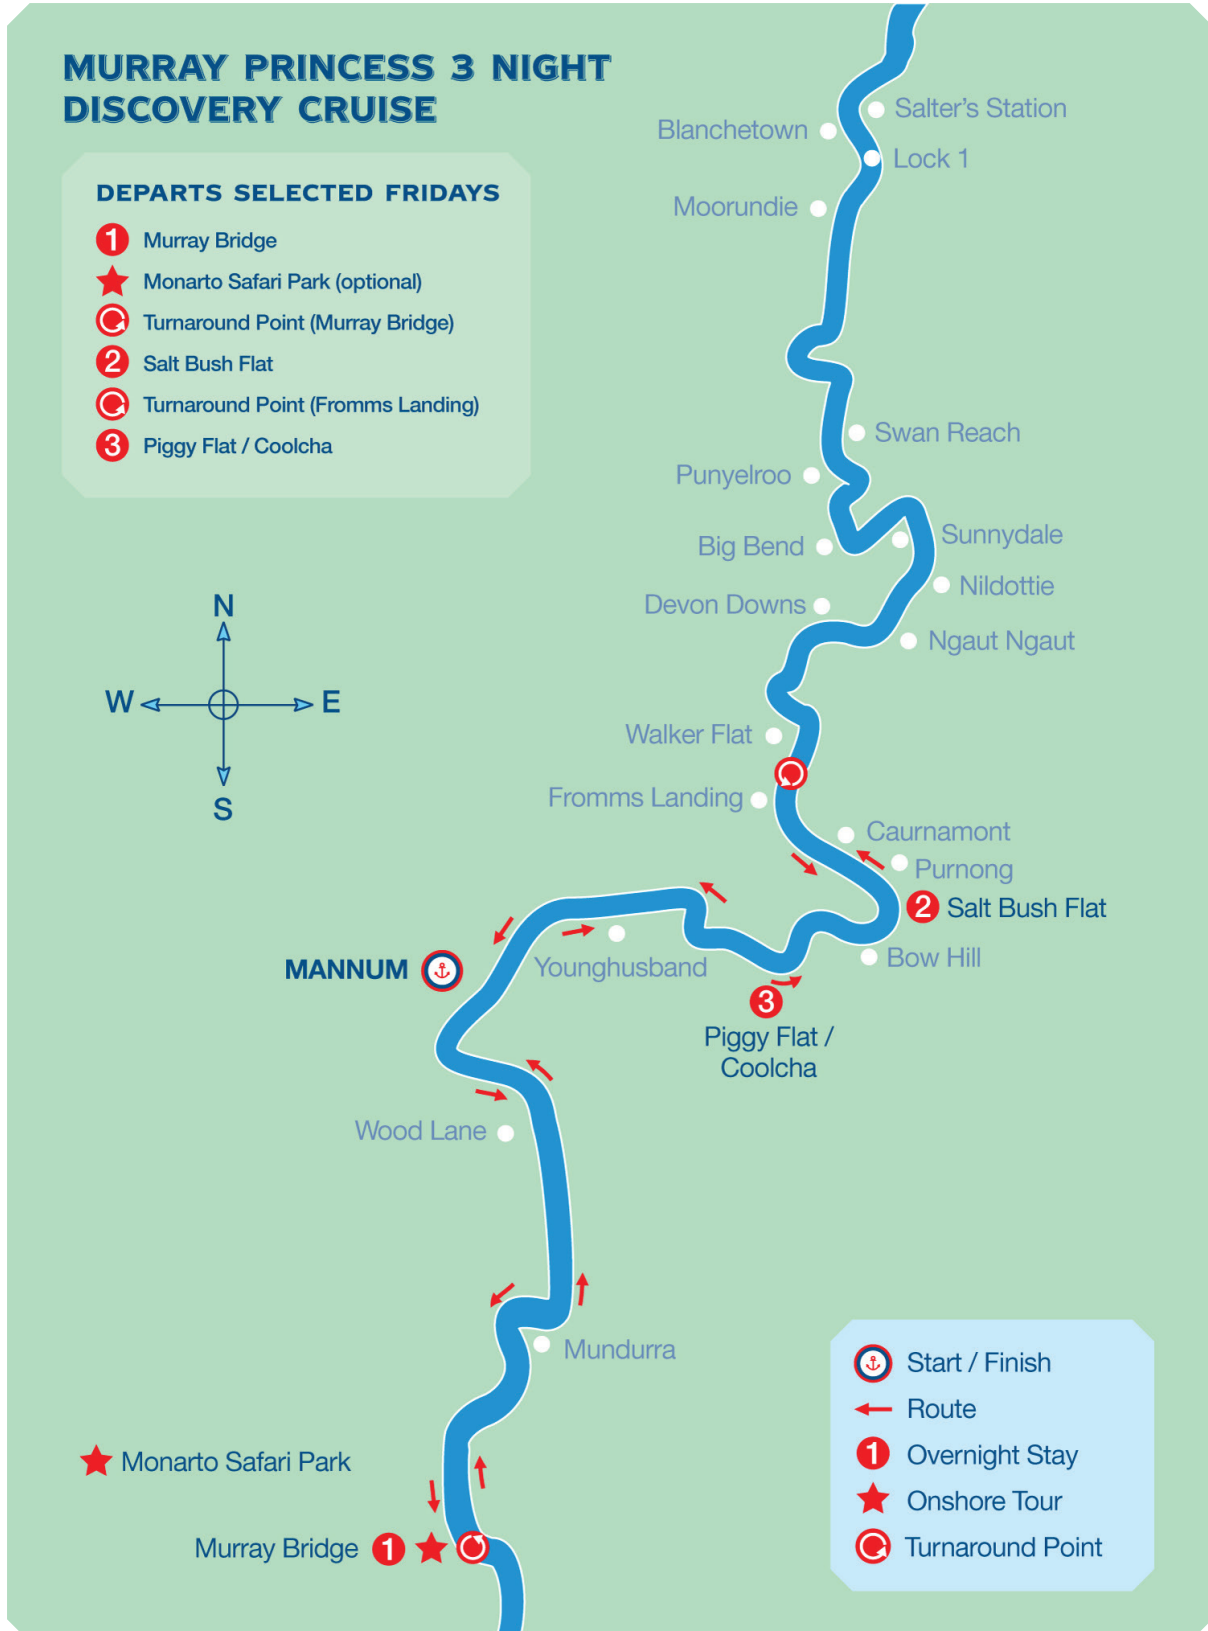 MURRAY PRINCESS 3 NIGHT
DISCOVERY CRUISE
DEPARTS SELECTED FRIDAYS
1 Murray Bridge
Monarto Safari Park (optional)
Turnaround Point (Murray Bridge)
2 Salt Bush Flat
Turnaround Point (Fromms Landing)
3 Piggy Flat / Coolcha
Salter's Station
Blanchetown
Lock 1
Moorundie
Swan Reach
Punyelroo
Sunnydale
Big Bend
Nildottie
Devon Downs
Ngaut Ngaut
N
W
E
S
Walker Flat
Fromms Landing
Caurnamont
Purnong
2 Salt Bush Flat
Bow Hill
MANNUM
Younghusband
3
Piggy Flat /
Coolcha
Wood Lane
Mundurra
Monarto Safari Park
Murray Bridge 1
Start / Finish
Route
1 Overnight Stay
Onshore Tour
Turnaround Point